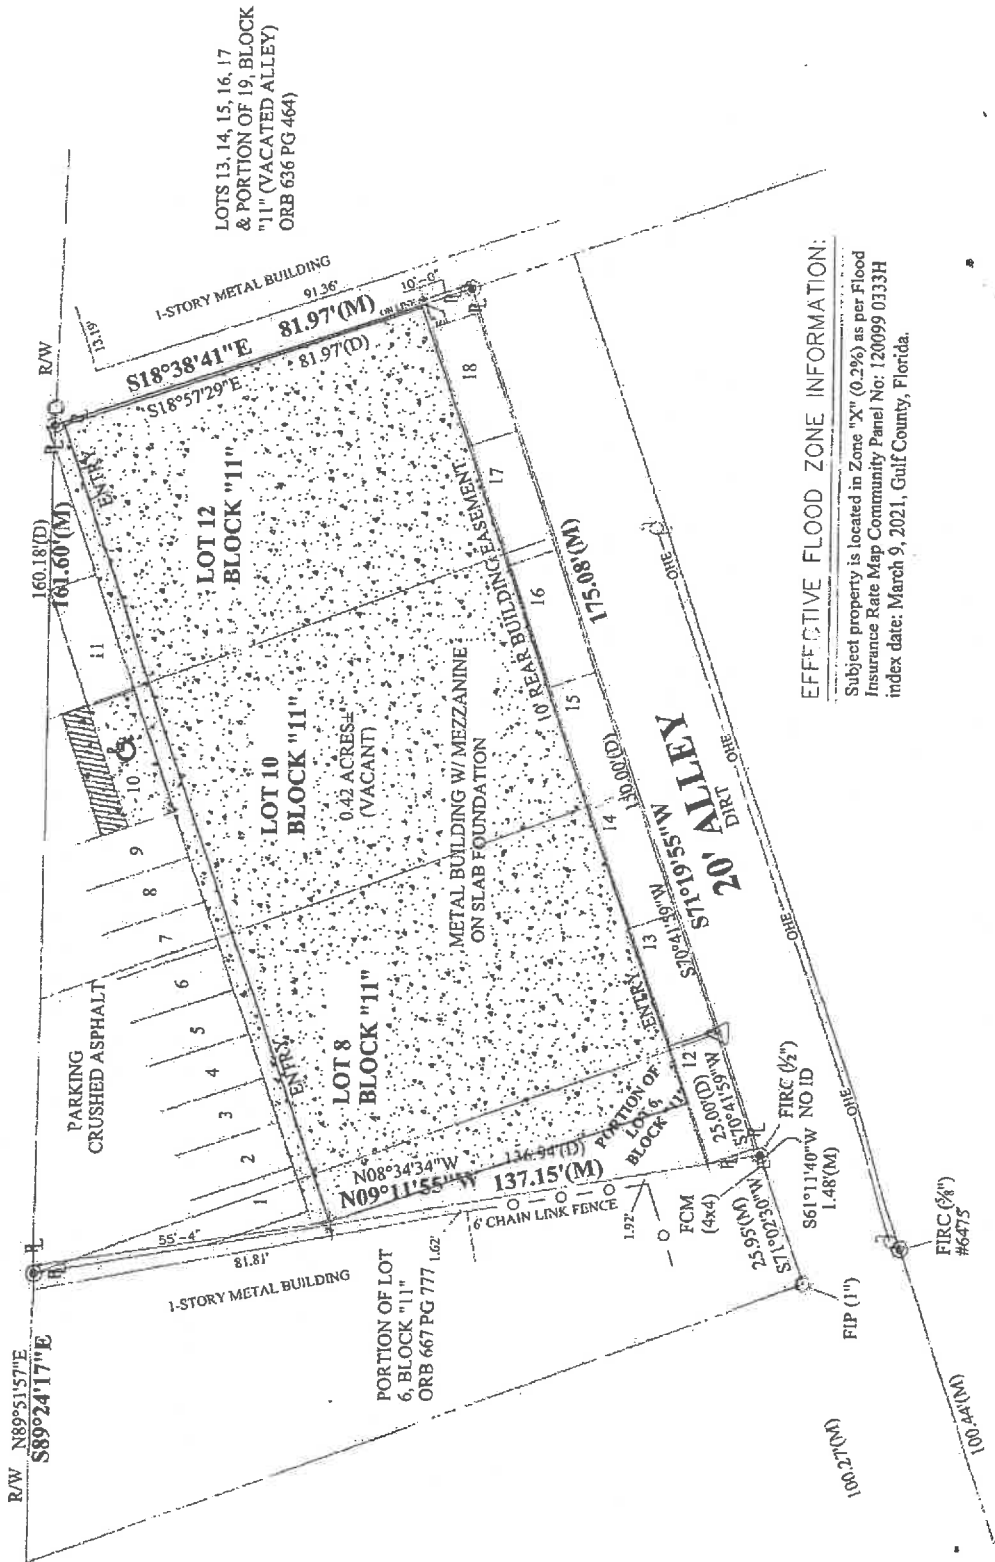 R/W
N89°51'57"E
S89°24'17"E
160.18'(D)
161.60'(M)
R/W
LOTS 13, 14, 15, 16, 17
& PORTION OF 19, BLOCK
"11" (VACATED ALLEY)
ORB 636 PG 464)
PARKING
CRUSHED ASPHALT
1
2
3
4
5
6
7
8
9
10
11
ENTRY
ENTRY
13.19'
1-STORY METAL BUILDING
91.36'
10'-0"
S18°38'41"E
81.97'(M)
S18°57'29"E
81.97'(D)
ON LINE
55'-4"
81.81'
1-STORY METAL BUILDING
LOT 12
BLOCK "11"
LOT 10
BLOCK "11"
0.42 ACRES±
(VACANT)
LOT 8
BLOCK "11"
METAL BUILDING W/ MEZZANINE
ON SLAB FOUNDATION
N08°34'34"W
136.94'(D)
N09°11'55"W
137.15'(M)
6' CHAIN LINK FENCE
1.62'
1.92'
PORTION OF LOT
6, BLOCK "11"
ORB 667 PG 777
PORTION OF
LOT 6,
BLOCK "11"
ENTRY
10' REAR BUILDING EASEMENT
12
13
14
15
16
17
18
25.00'(D)
S70°41'59"W
S70°41'59"W
150.00'(D)
S71°19'55"W
175.08'(M)
20' ALLEY
DIRT
OHE
OHE
OHE
OHE
FCM
(4x4)
FIRC (½")
NO ID
S61°11'40"W
1.48'(M)
25.95'(M)
S71°02'30"W
FIP (1")
FIRC (⅝")
#6475
100.27'(M)
100.44'(M)
EFFECTIVE FLOOD ZONE INFORMATION:
Subject property is located in Zone "X" (0.2%) as per Flood
Insurance Rate Map Community Panel No: 120099 0333H
index date: March 9, 2021, Gulf County, Florida.